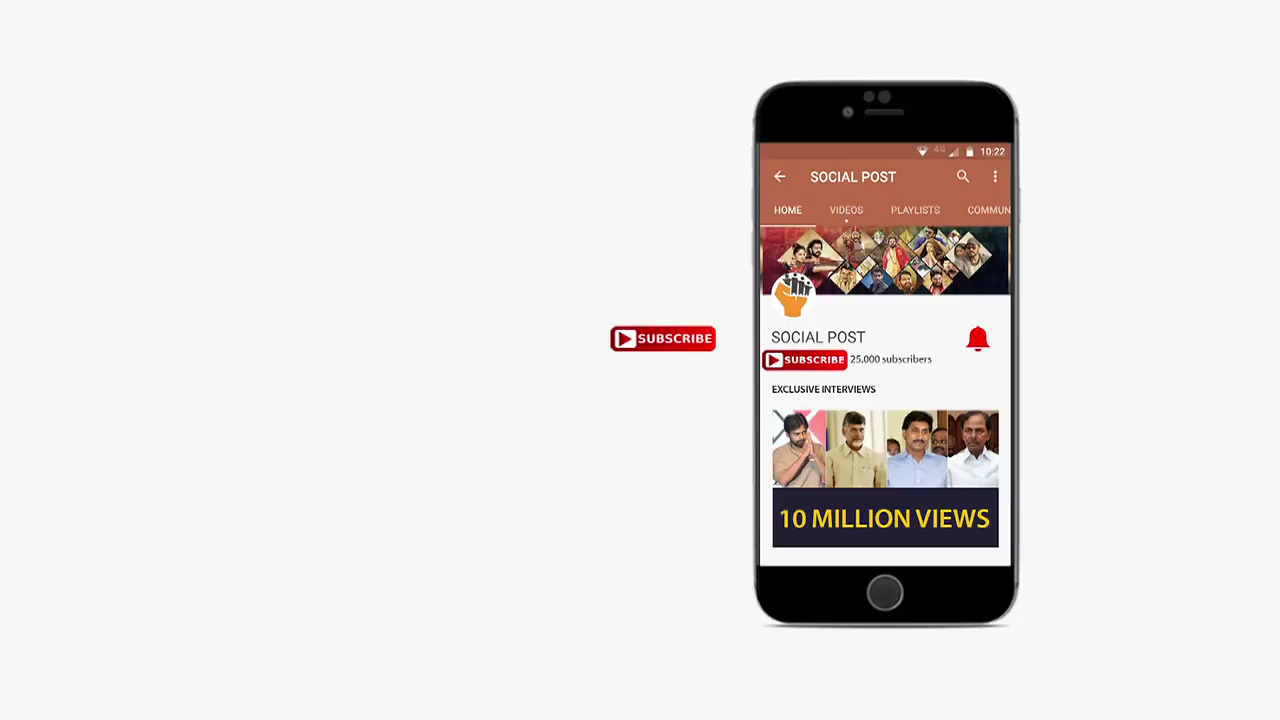 4G 10:22
SOCIAL POST
HOME VIDEOS PLAYLISTS COMMUN
SUBSCRIBE
SOCIAL POST
SUBSCRIBE 25,000 subscribers
EXCLUSIVE INTERVIEWS
10 MILLION VIEWS